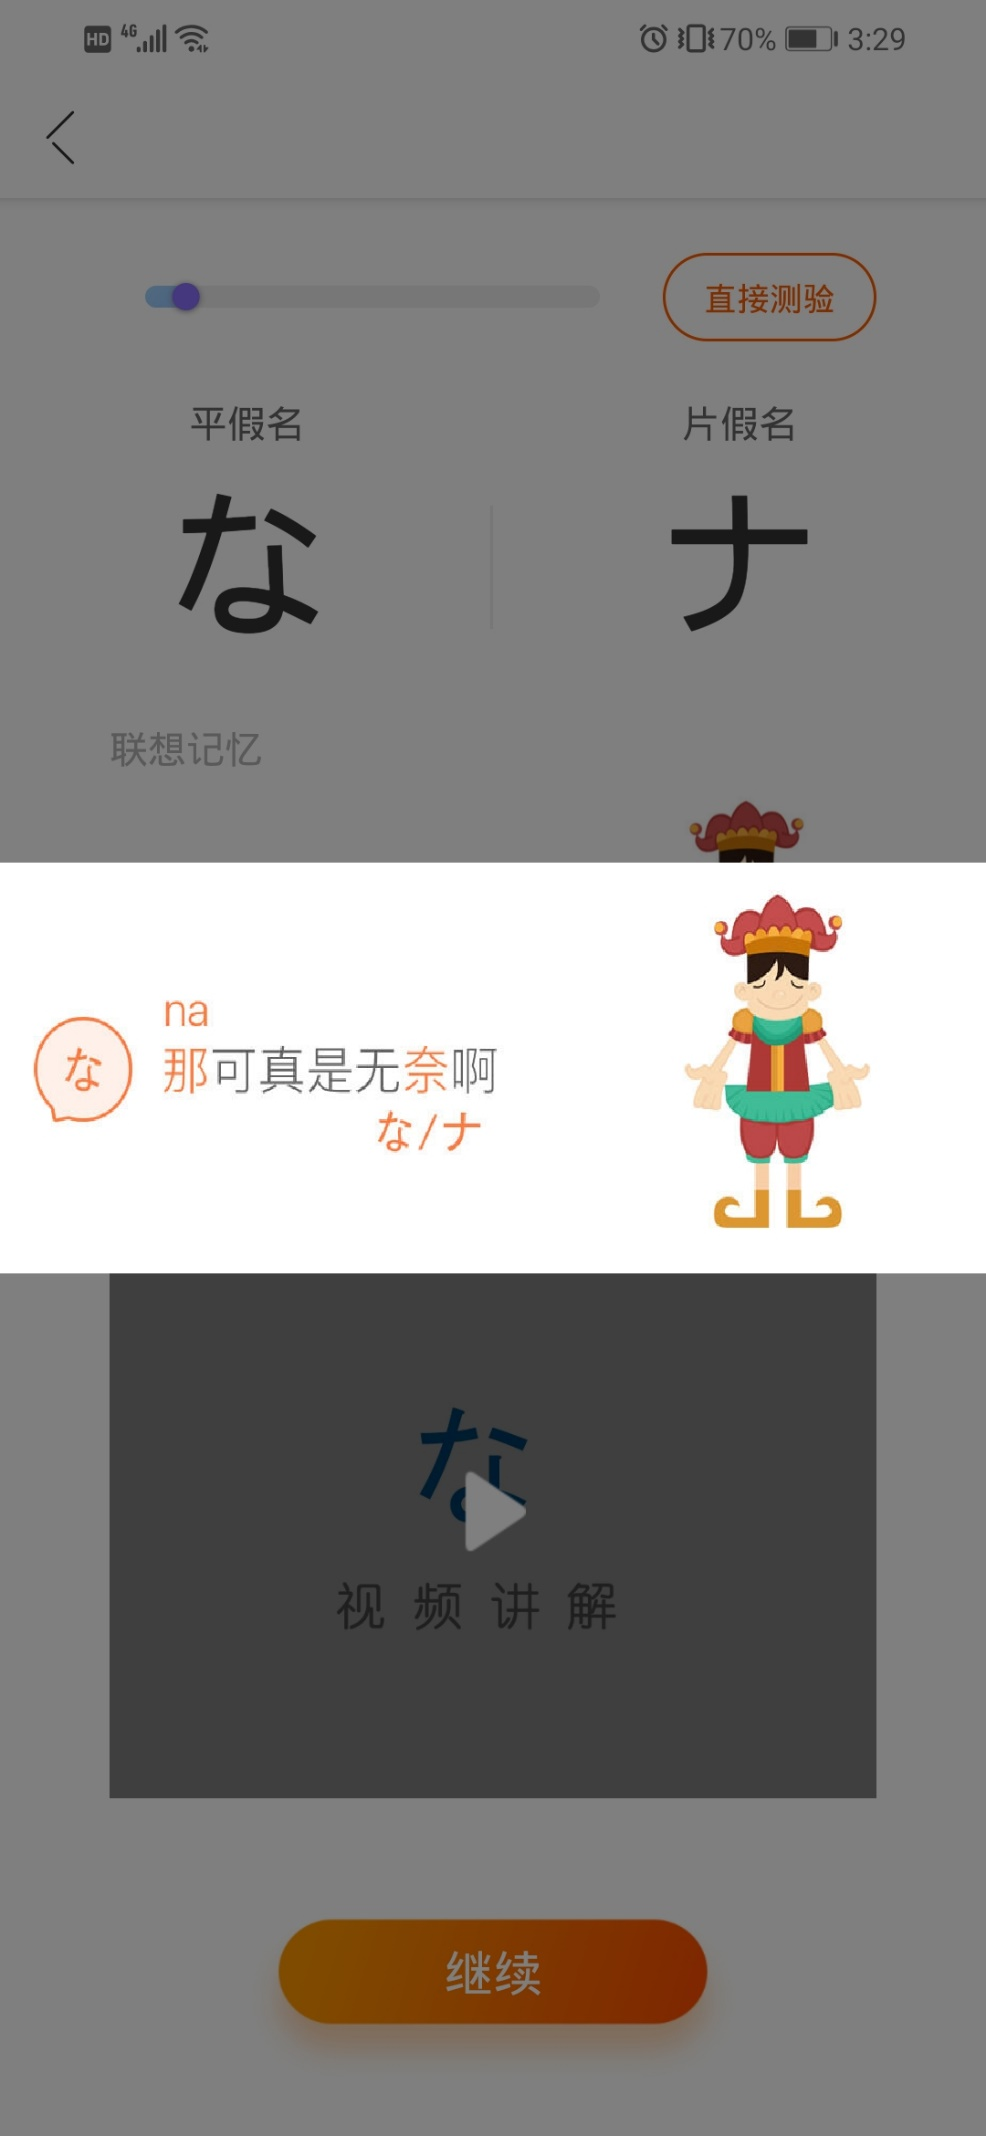 HD 4G 70% 3:29
直接测验
平假名 片假名
な ナ
联想记忆
na
な 那可真是无奈啊
な/ナ
な
视频讲解
继续